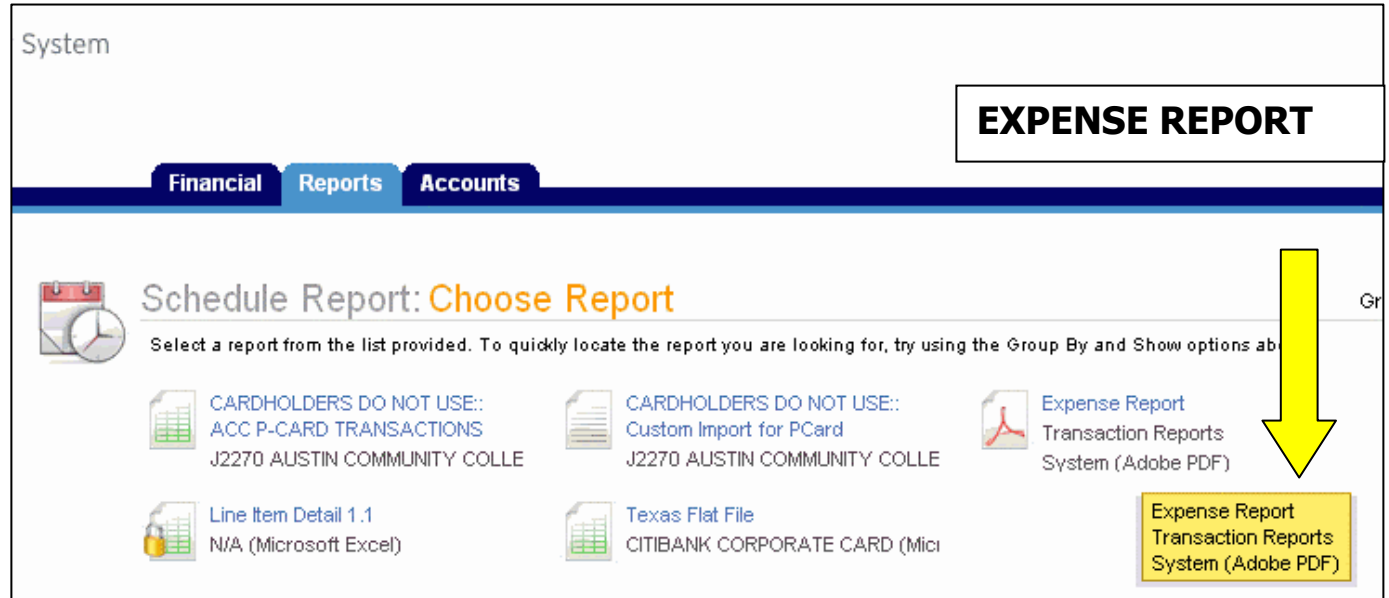 System
EXPENSE REPORT
Financial Reports Accounts
Schedule Report: Choose Report
Gr
Select a report from the list provided. To quickly locate the report you are looking for, try using the Group By and Show options ab
CARDHOLDERS DO NOT USE::
ACC P-CARD TRANSACTIONS
J2270 AUSTIN COMMUNITY COLLE
CARDHOLDERS DO NOT USE::
Custom Import for PCard
J2270 AUSTIN COMMUNITY COLLE
Expense Report
Transaction Reports
System (Adobe PDF)
Line Item Detail 1.1
N/A (Microsoft Excel)
Texas Flat File
CITIBANK CORPORATE CARD (Micr
Expense Report
Transaction Reports
System (Adobe PDF)